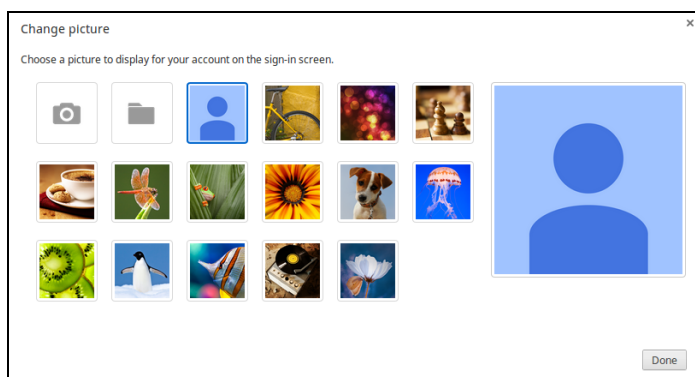 Change picture
Choose a picture to display for your account on the sign-in screen.
Done